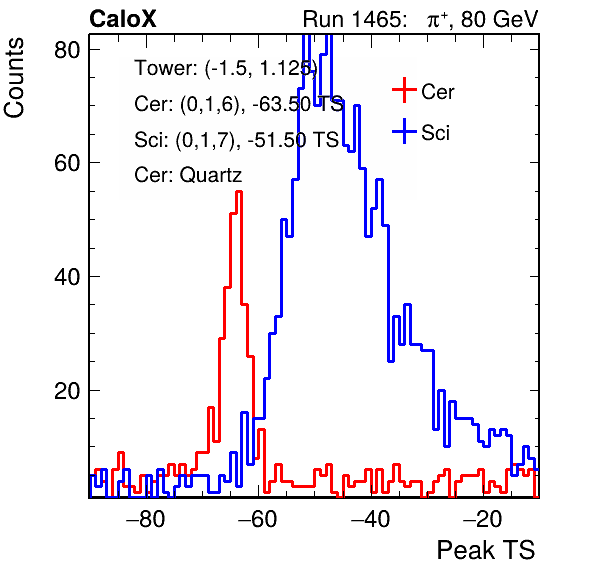 CaloX Run 1465: π⁺, 80 GeV
Counts
80
60
40
20
Tower: (-1.5, 1.125)
Cer: (0,1,6), -63.50 TS
Sci: (0,1,7), -51.50 TS
Cer: Quartz
Cer
Sci
−80 −60 −40 −20
Peak TS